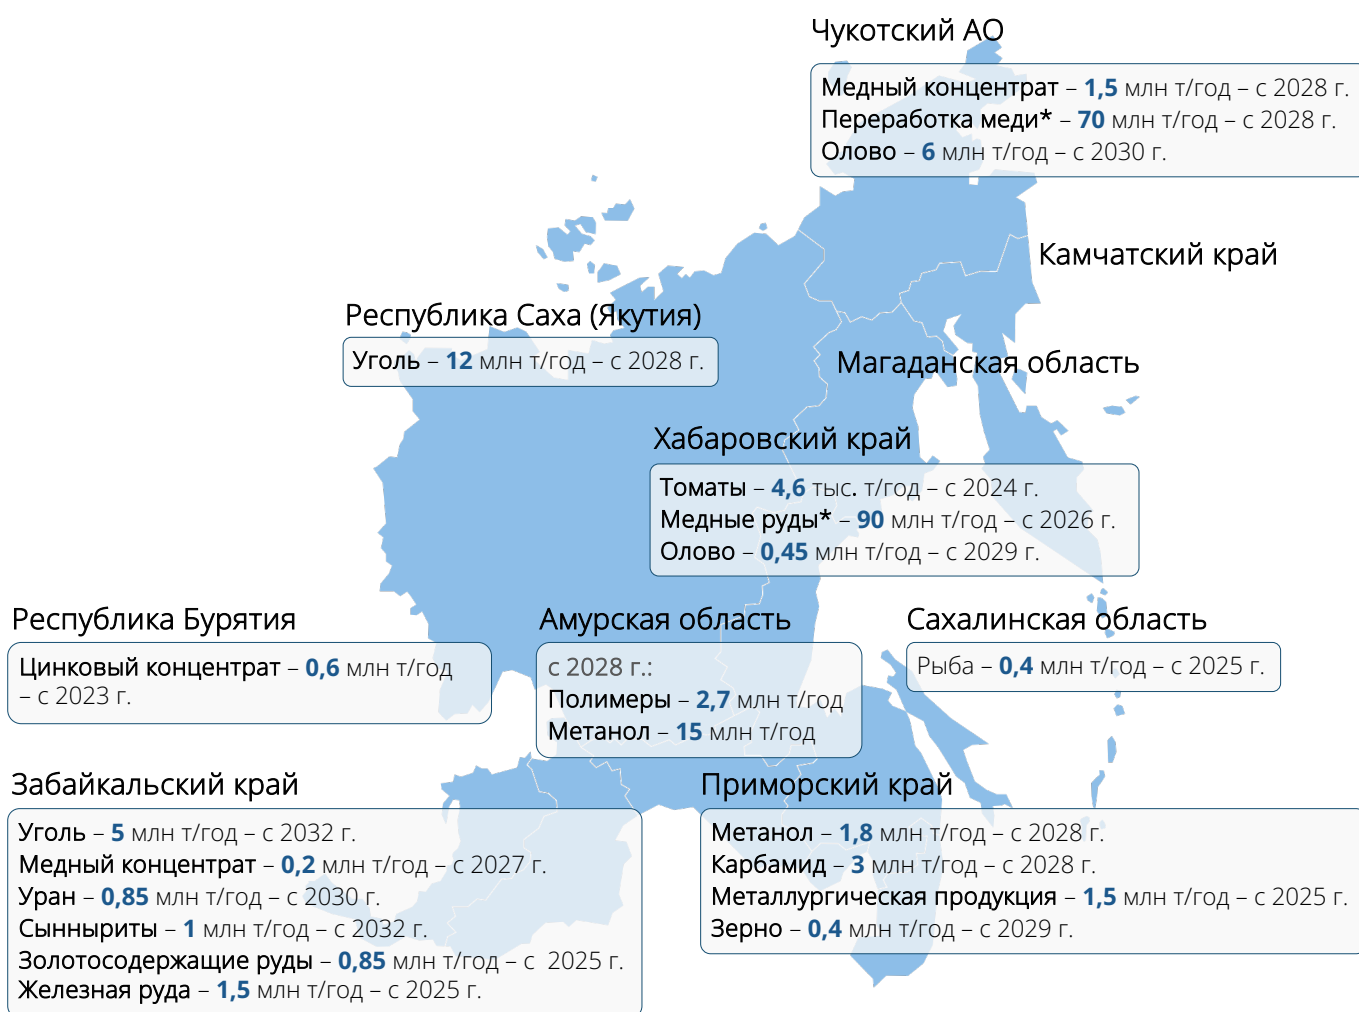 Чукотский АО
Медный концентрат – 1,5 млн т/год – с 2028 г.
Переработка меди* – 70 млн т/год – с 2028 г.
Олово – 6 млн т/год – с 2030 г.
Камчатский край
Республика Саха (Якутия)
Уголь – 12 млн т/год – с 2028 г.
Магаданская область
Хабаровский край
Томаты – 4,6 тыс. т/год – с 2024 г.
Медные руды* – 90 млн т/год – с 2026 г.
Олово – 0,45 млн т/год – с 2029 г.
Республика Бурятия
Цинковый концентрат – 0,6 млн т/год
– с 2023 г.
Амурская область
с 2028 г.:
Полимеры – 2,7 млн т/год
Метанол – 15 млн т/год
Сахалинская область
Рыба – 0,4 млн т/год – с 2025 г.
Забайкальский край
Уголь – 5 млн т/год – с 2032 г.
Медный концентрат – 0,2 млн т/год – с 2027 г.
Уран – 0,85 млн т/год – с 2030 г.
Сынныриты – 1 млн т/год – с 2032 г.
Золотосодержащие руды – 0,85 млн т/год – с 2025 г.
Железная руда – 1,5 млн т/год – с 2025 г.
Приморский край
Метанол – 1,8 млн т/год – с 2028 г.
Карбамид – 3 млн т/год – с 2028 г.
Металлургическая продукция – 1,5 млн т/год – с 2025 г.
Зерно – 0,4 млн т/год – с 2029 г.